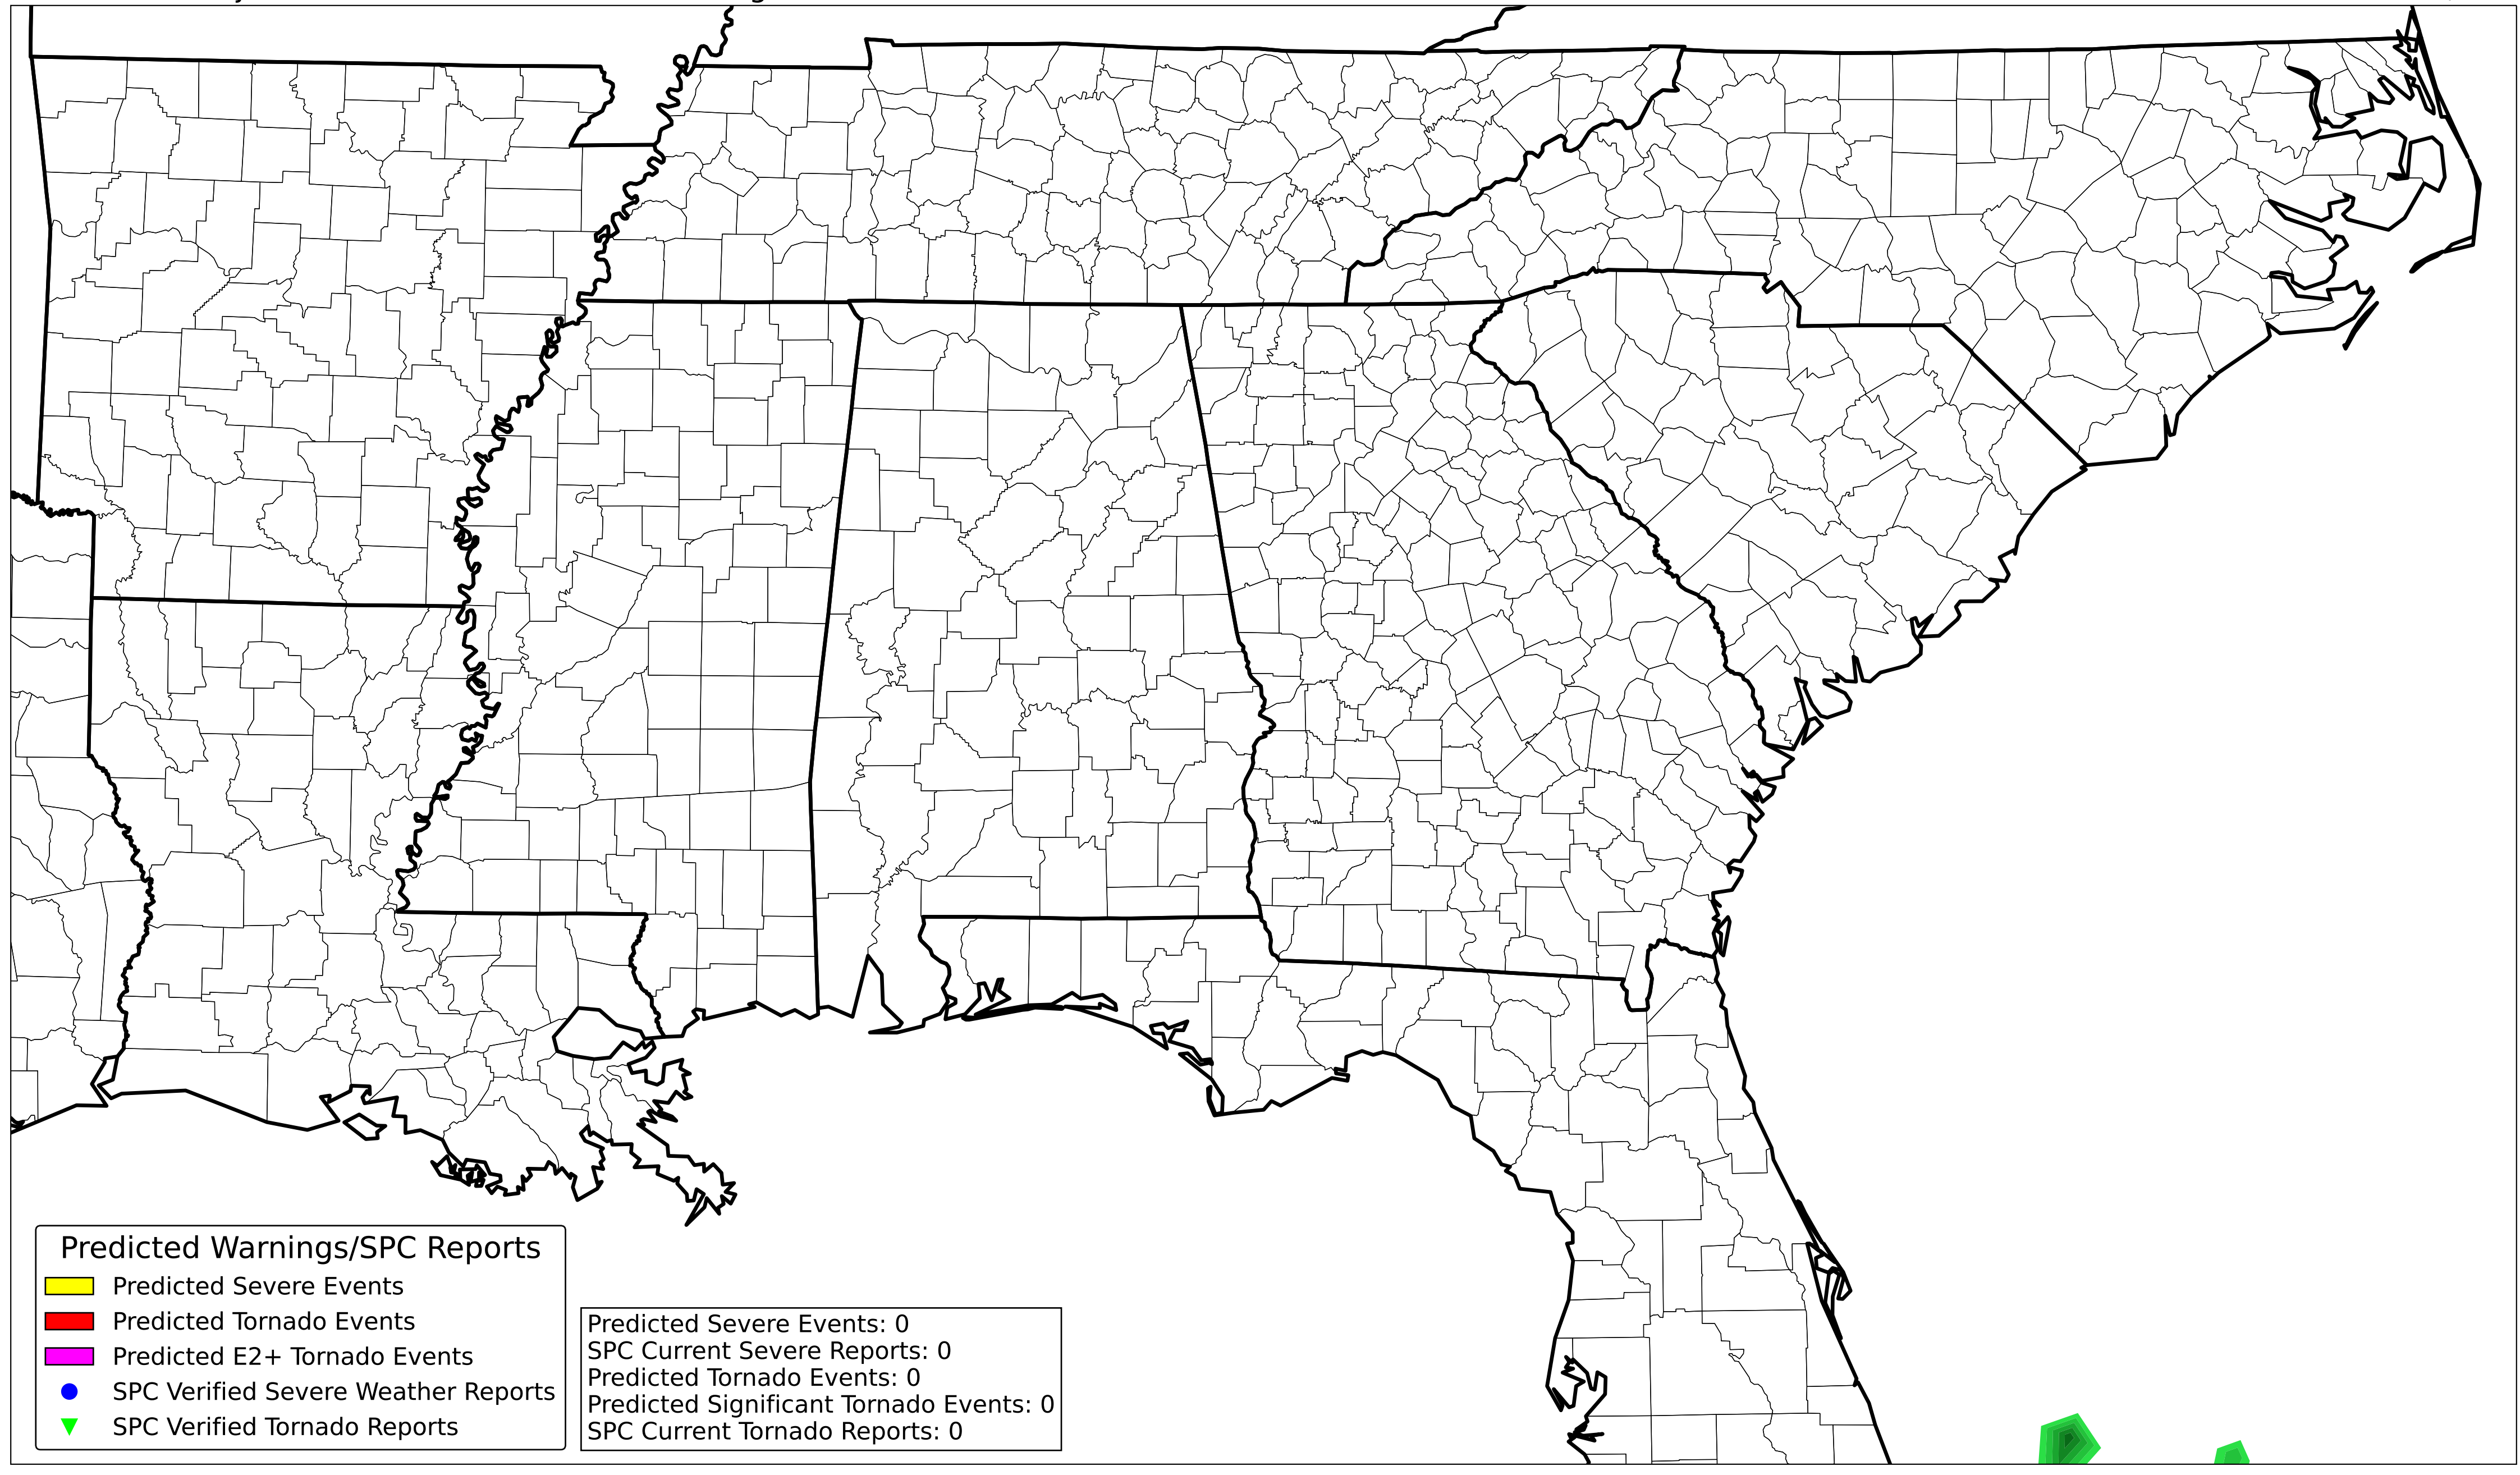 Predicted Warnings/SPC Reports
Predicted Severe Events
Predicted Tornado Events
Predicted E2+ Tornado Events
SPC Verified Severe Weather Reports
SPC Verified Tornado Reports
Predicted Severe Events: 0
SPC Current Severe Reports: 0
Predicted Tornado Events: 0
Predicted Significant Tornado Events: 0
SPC Current Tornado Reports: 0